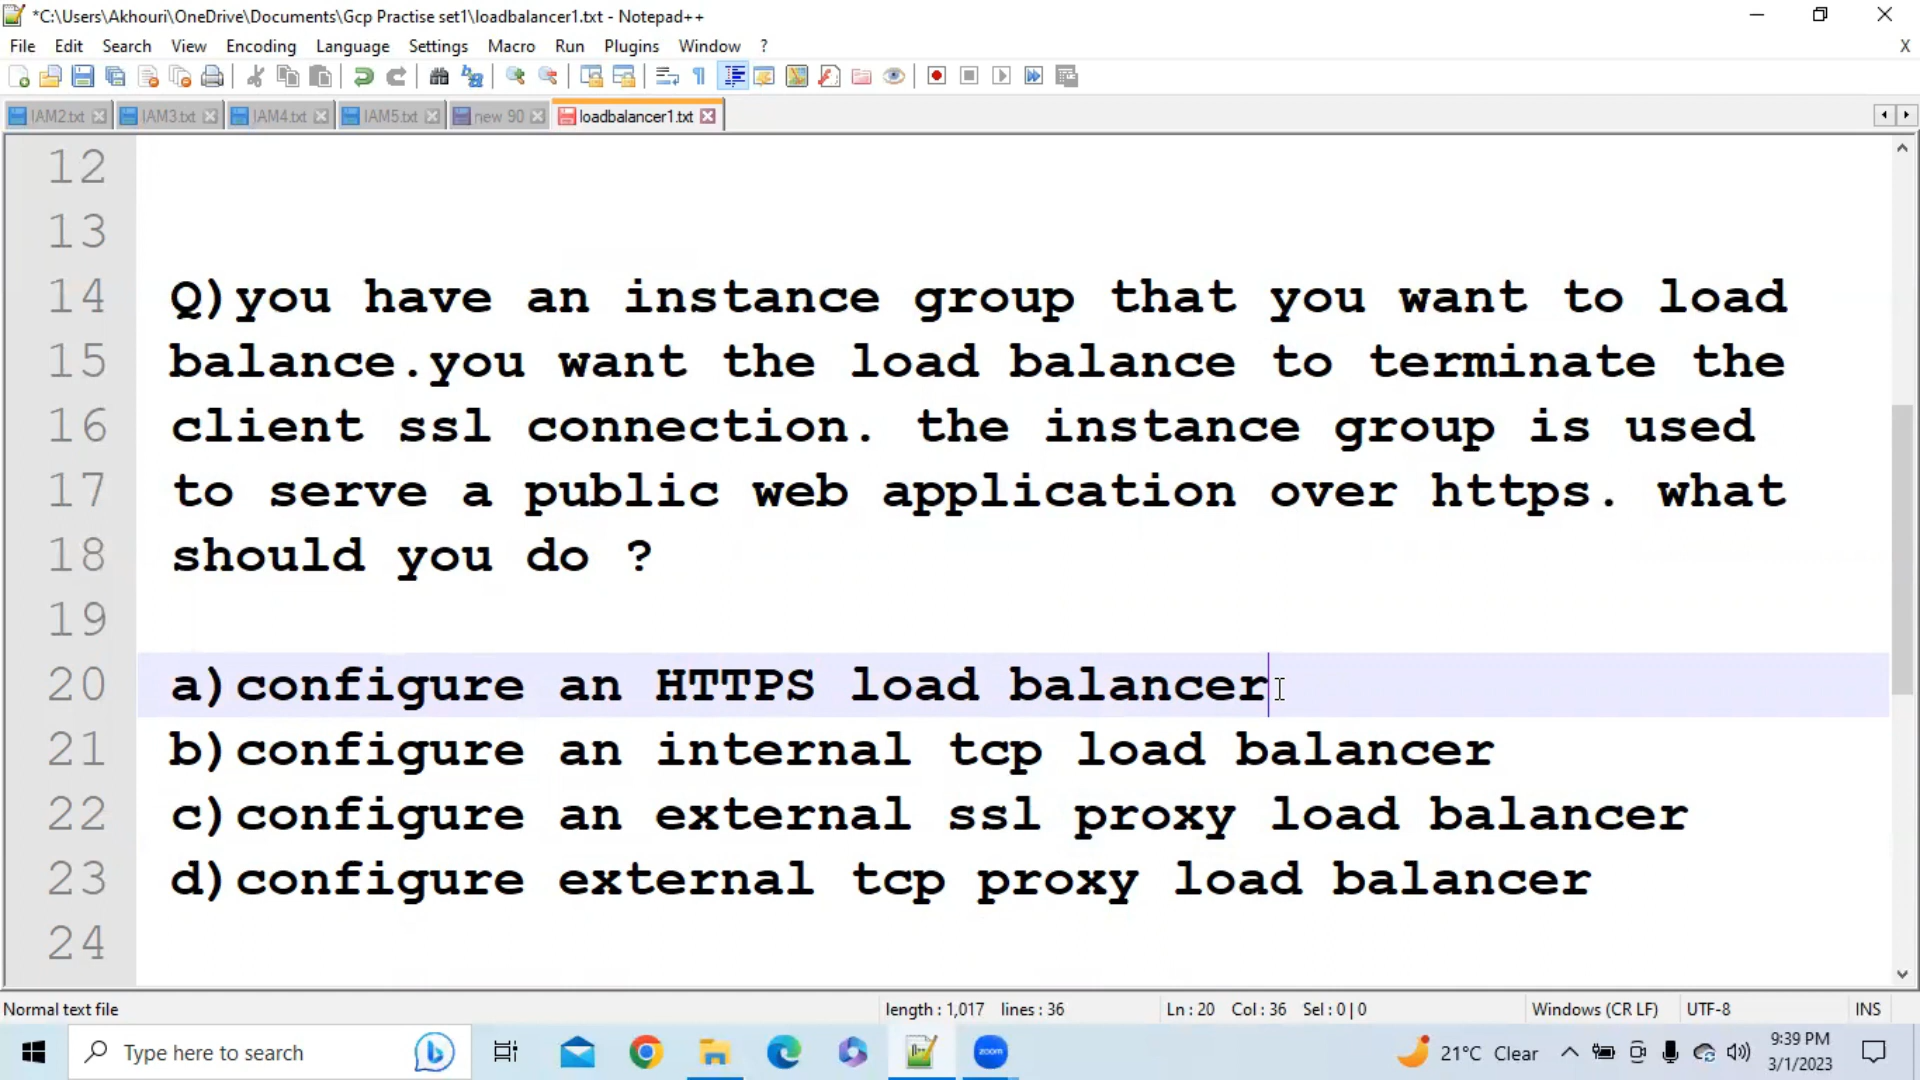 *C:\Users\Akhouri\OneDrive\Documents\Gcp Practise set1\loadbalancer1.txt - Notepad++
File Edit Search View Encoding Language Settings Macro Run Plugins Window ? X
IAM2.txt IAM3.txt IAM4.txt IAM5.txt new 90 loadbalancer1.txt
12
13
14 Q)you have an instance group that you want to load
15 balance.you want the load balance to terminate the
16 client ssl connection. the instance group is used
17 to serve a public web application over https. what
18 should you do ?
19
20 a)configure an HTTPS load balancer
21 b)configure an internal tcp load balancer
22 c)configure an external ssl proxy load balancer
23 d)configure external tcp proxy load balancer
24
Normal text file length : 1,017 lines : 36 Ln : 20 Col : 36 Sel : 0 | 0 Windows (CR LF) UTF-8 INS
Type here to search zoom 21°C Clear 9:39 PM
3/1/2023